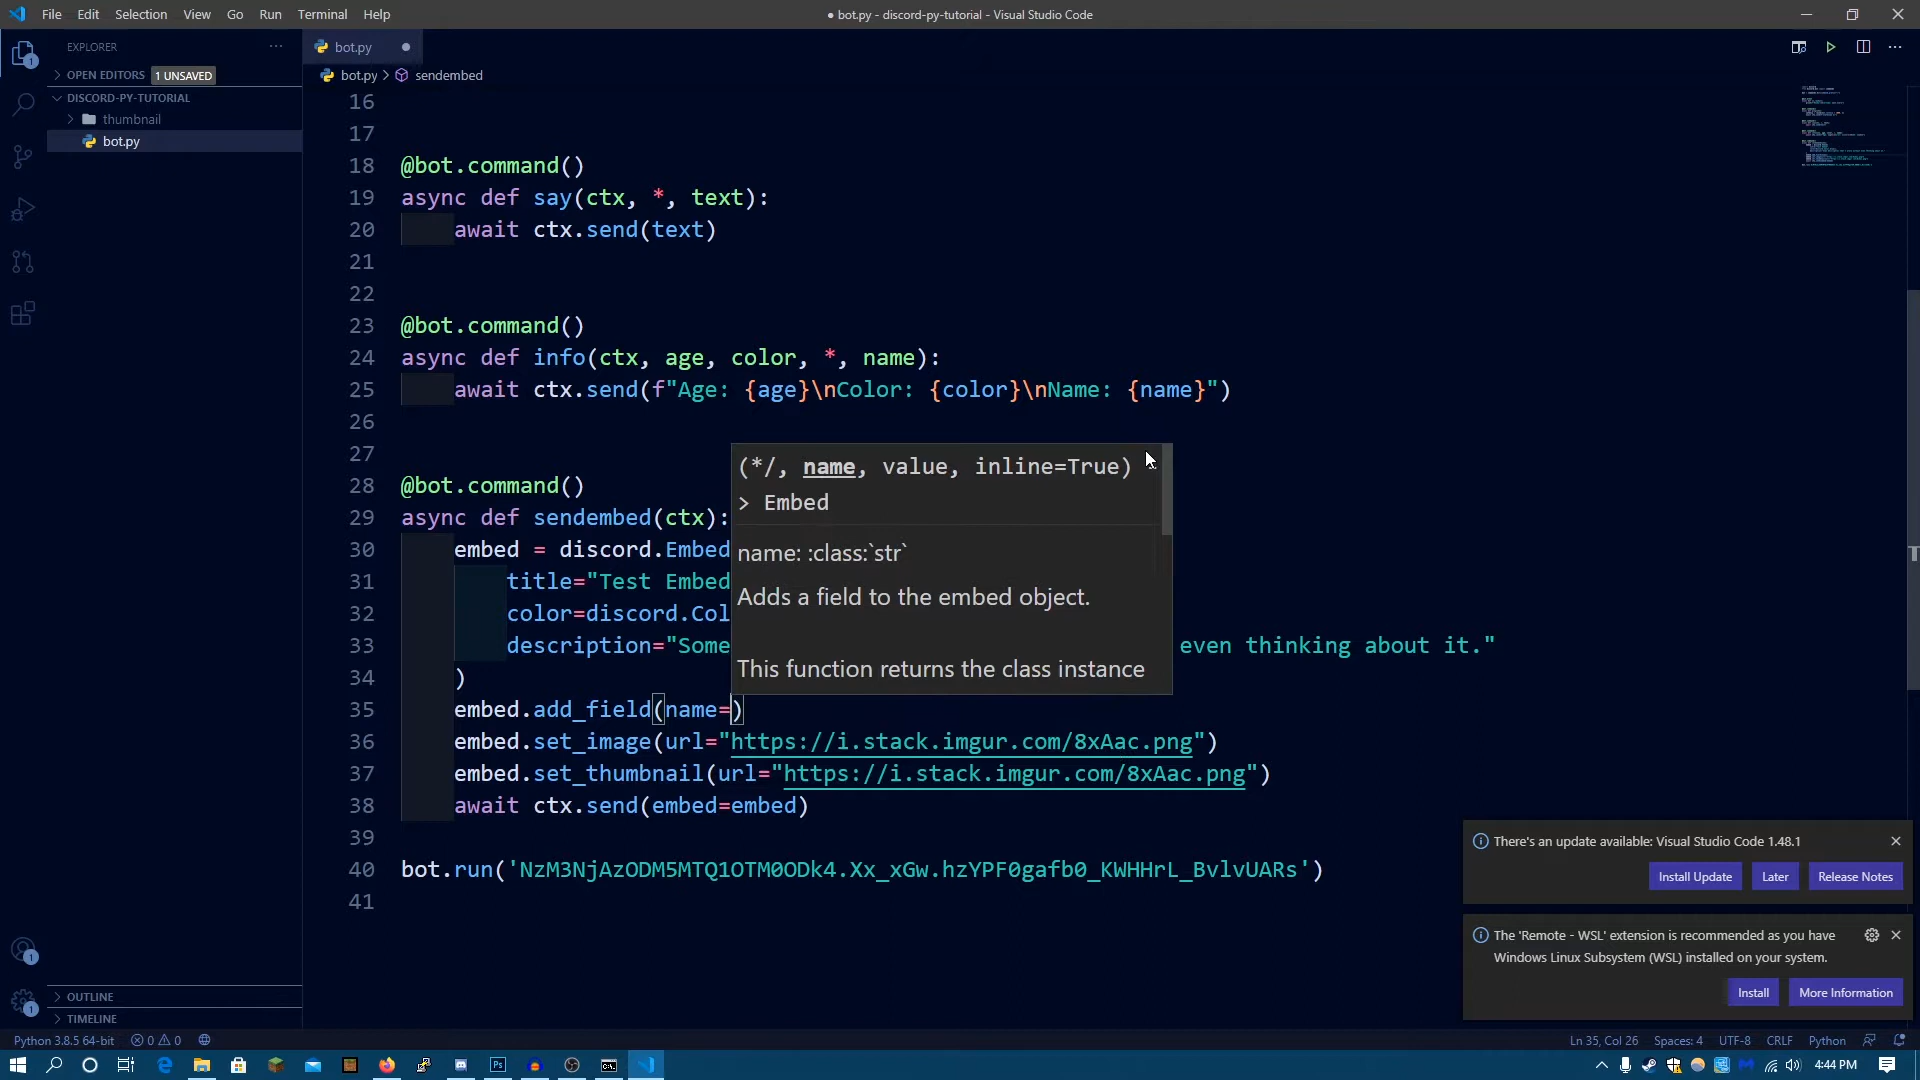 File Edit Selection View Go Run Terminal Help
● bot.py - discord-py-tutorial - Visual Studio Code
EXPLORER
OPEN EDITORS 1 UNSAVED
DISCORD-PY-TUTORIAL
thumbnail
bot.py
OUTLINE
TIMELINE
bot.py
bot.py > sendembed
16
17
18 @bot.command()
19 async def say(ctx, *, text):
20 await ctx.send(text)
21
22
23 @bot.command()
24 async def info(ctx, age, color, *, name):
25 await ctx.send(f"Age: {age}\nColor: {color}\nName: {name}")
26
27
28 @bot.command()
29 async def sendembed(ctx):
30 embed = discord.Embed
31 title="Test Embed
32 color=discord.Col
33 description="Some even thinking about it."
34 )
35 embed.add_field(name=)
36 embed.set_image(url="https://i.stack.imgur.com/8xAac.png")
37 embed.set_thumbnail(url="https://i.stack.imgur.com/8xAac.png")
38 await ctx.send(embed=embed)
39
40 bot.run('NzM3NjAzODM5MTQ1OTM0ODk4.Xx_xGw.hzYPF0gafb0_KWHHrL_BvlvUARs')
41
(*/, name, value, inline=True)
> Embed
name: :class:`str`
Adds a field to the embed object.
This function returns the class instance
There's an update available: Visual Studio Code 1.48.1
Install Update Later Release Notes
The 'Remote - WSL' extension is recommended as you have
Windows Linux Subsystem (WSL) installed on your system.
Install More Information
Python 3.8.5 64-bit 0 0 Ln 35, Col 26 Spaces: 4 UTF-8 CRLF Python
4:44 PM